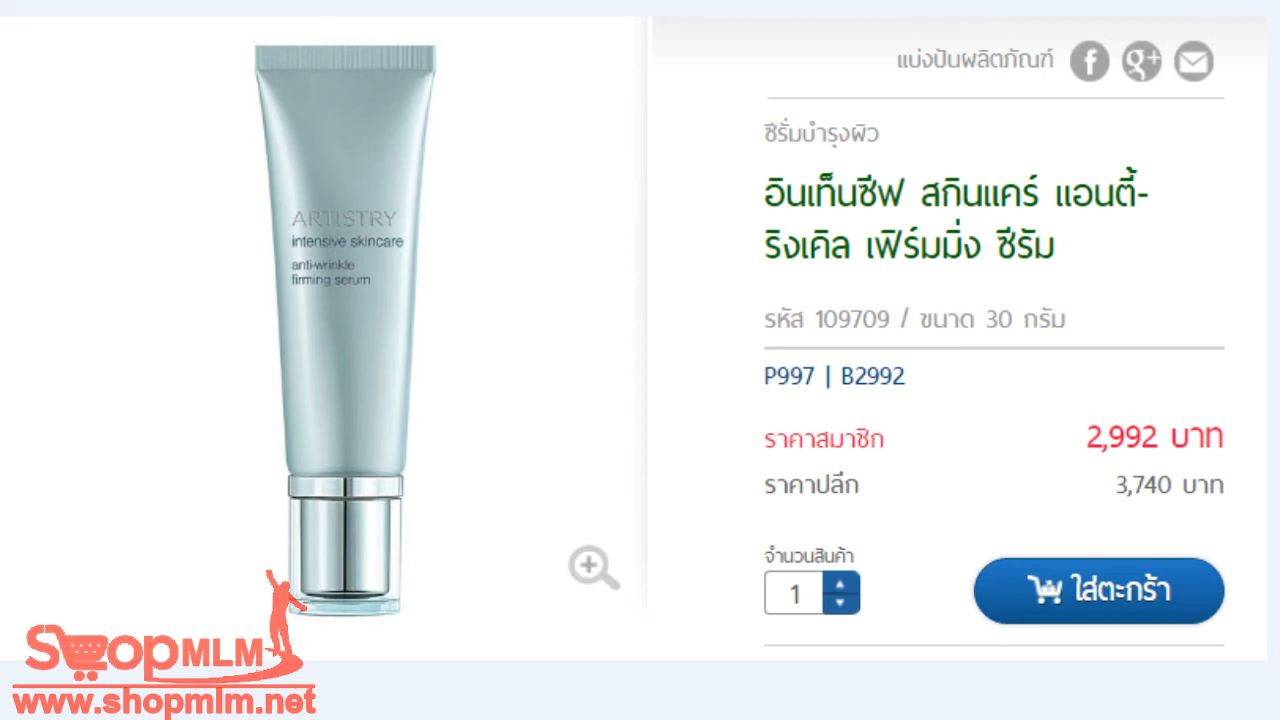 ARTISTRY
intensive skincare
anti-wrinkle
firming serum
แบ่งปันผลิตภัณฑ์
ซีรั่มบำรุงผิว
อินเท็นซีฟ สกินแคร์ แอนตี้-
ริงเคิล เฟิร์มมิ่ง ซีรัม
รหัส 109709 / ขนาด 30 กรัม
P997 | B2992
ราคาสมาชิก 2,992 บาท
ราคาปลีก 3,740 บาท
จำนวนสินค้า
1
ใส่ตะกร้า
ShopMLM
www.shopmlm.net